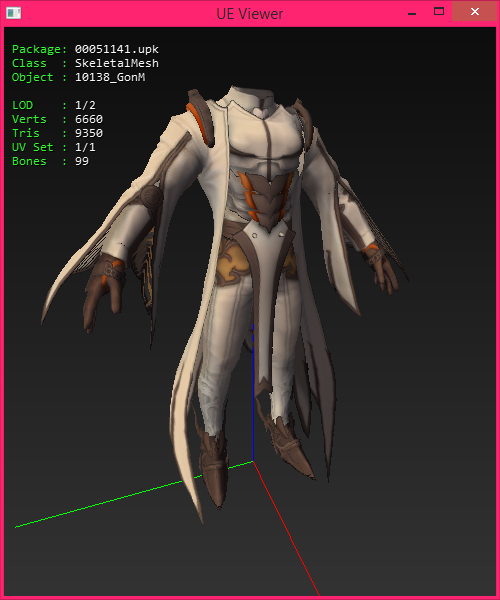 UE Viewer
Package: 00051141.upk
Class : SkeletalMesh
Object : 10138_GonM
LOD : 1/2
Verts : 6660
Tris : 9350
UV Set : 1/1
Bones : 99